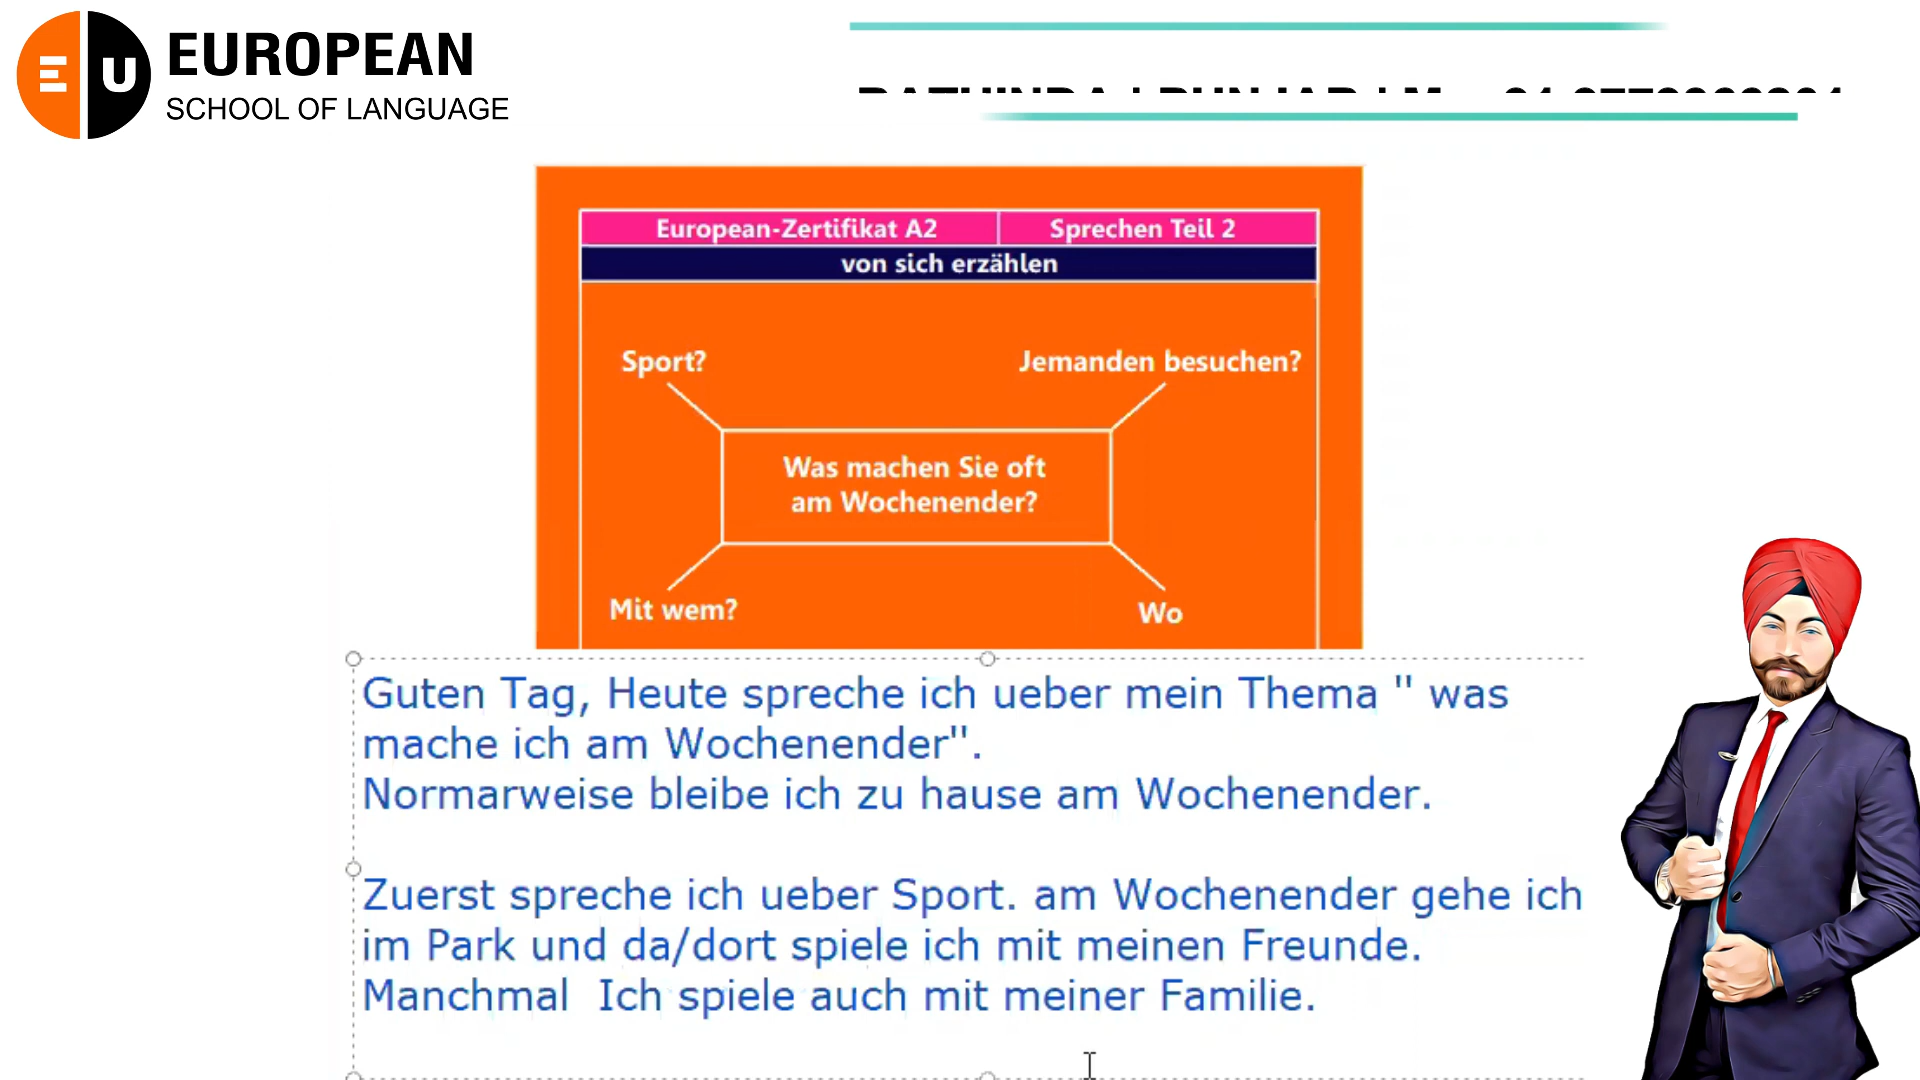 EU EUROPEAN
SCHOOL OF LANGUAGE
European-Zertifikat A2 Sprechen Teil 2
von sich erzählen
Sport? Jemanden besuchen?
Was machen Sie oft
am Wochenender?
Mit wem? Wo
Guten Tag, Heute spreche ich ueber mein Thema " was
mache ich am Wochenender".
Normarweise bleibe ich zu hause am Wochenender.
Zuerst spreche ich ueber Sport. am Wochenender gehe ich
im Park und da/dort spiele ich mit meinen Freunde.
Manchmal  Ich spiele auch mit meiner Familie.